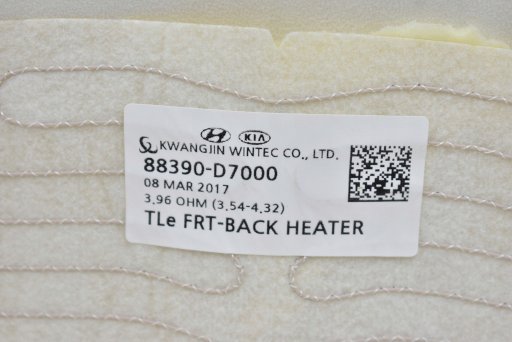 KIA
KWANGJIN WINTEC CO., LTD.
88390-D7000
08 MAR 2017
3.96 OHM (3.54-4.32)
TLe FRT-BACK HEATER